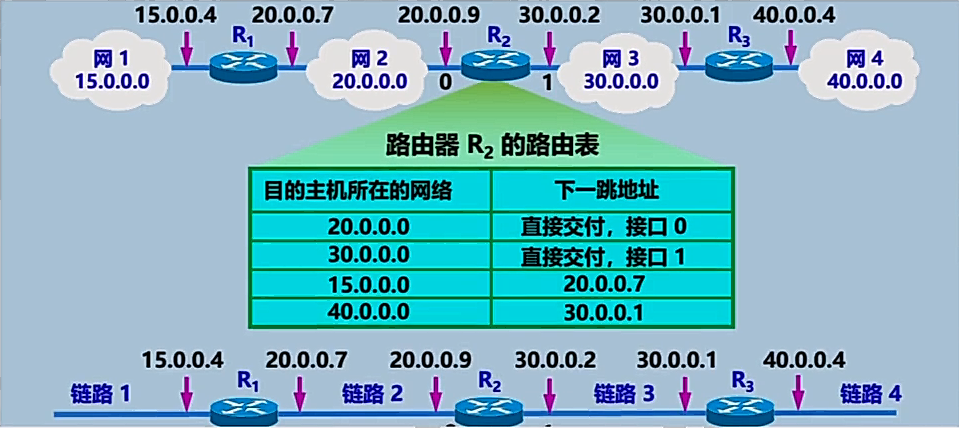 15.0.0.4 20.0.0.7 20.0.0.9 30.0.0.2 30.0.0.1 40.0.0.4
R1 R2 R3
网 1 网 2 网 3 网 4
15.0.0.0 20.0.0.0 0 1 30.0.0.0 40.0.0.0
路由器 R2 的路由表
目的主机所在的网络 下一跳地址
20.0.0.0 直接交付，接口 0
30.0.0.0 直接交付，接口 1
15.0.0.0 20.0.0.7
40.0.0.0 30.0.0.1
15.0.0.4 20.0.0.7 20.0.0.9 30.0.0.2 30.0.0.1 40.0.0.4
链路 1 R1 链路 2 R2 链路 3 R3 链路 4